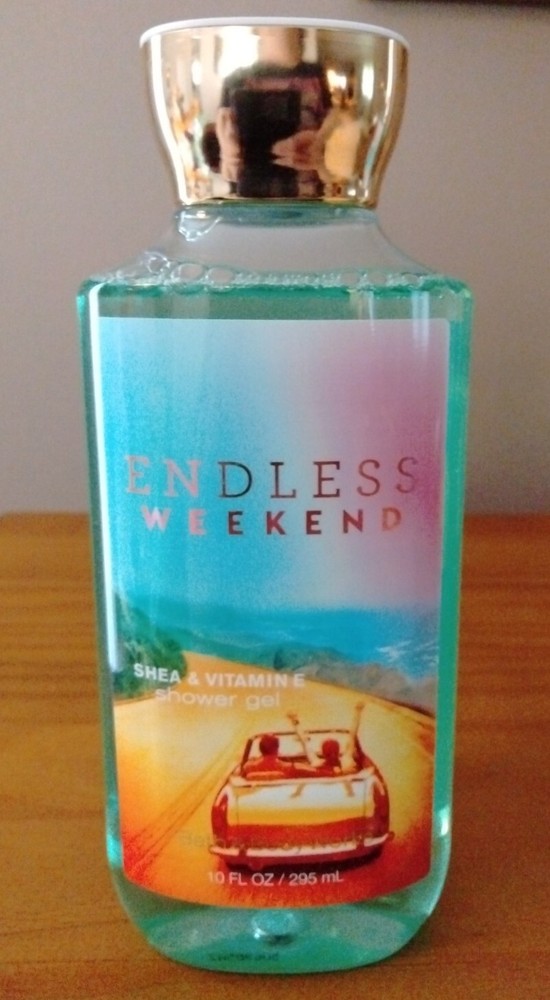 ENDLESS
WEEKEND
SHEA & VITAMIN E
shower gel
10 FL OZ / 295 mL